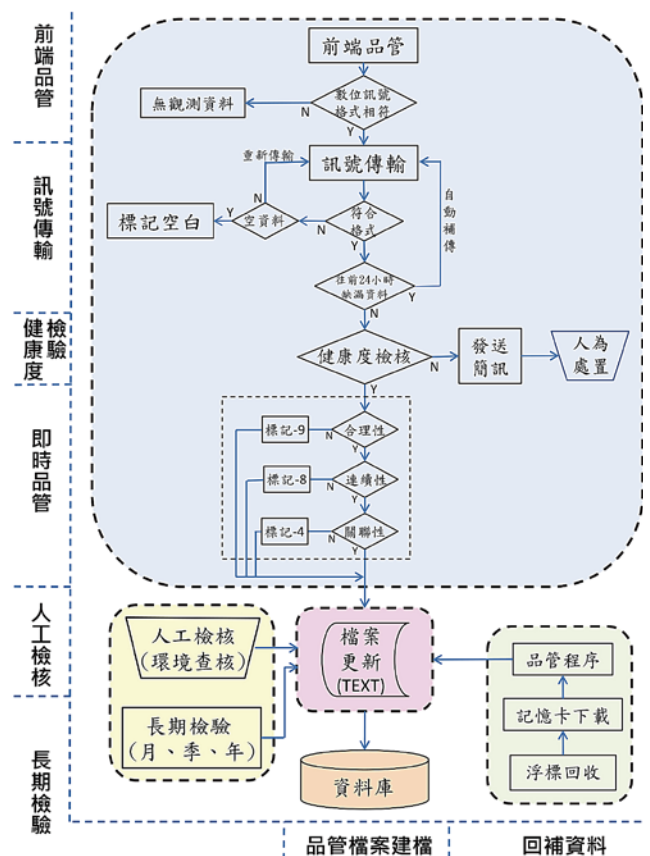 前端品管
訊號傳輸
檢驗
健康度
即時品管
人工檢核
長期檢驗
前端品管
數位訊號
格式相符
N
Y
無觀測資料
重新傳輸
訊號傳輸
自動補傳
標記空白
Y
空資料
N
N
符合
格式
Y
往前24小時
缺漏資料
Y
N
健康度檢核
N
Y
發送
簡訊
人為
處置
標記-9
N
合理性
Y
標記-8
N
連續性
Y
標記-4
N
關聯性
Y
人工檢核
(環境查核)
長期檢驗
(月、季、年)
檔案
更新
(TEXT)
資料庫
品管程序
記憶卡下載
浮標回收
品管檔案建檔
回補資料